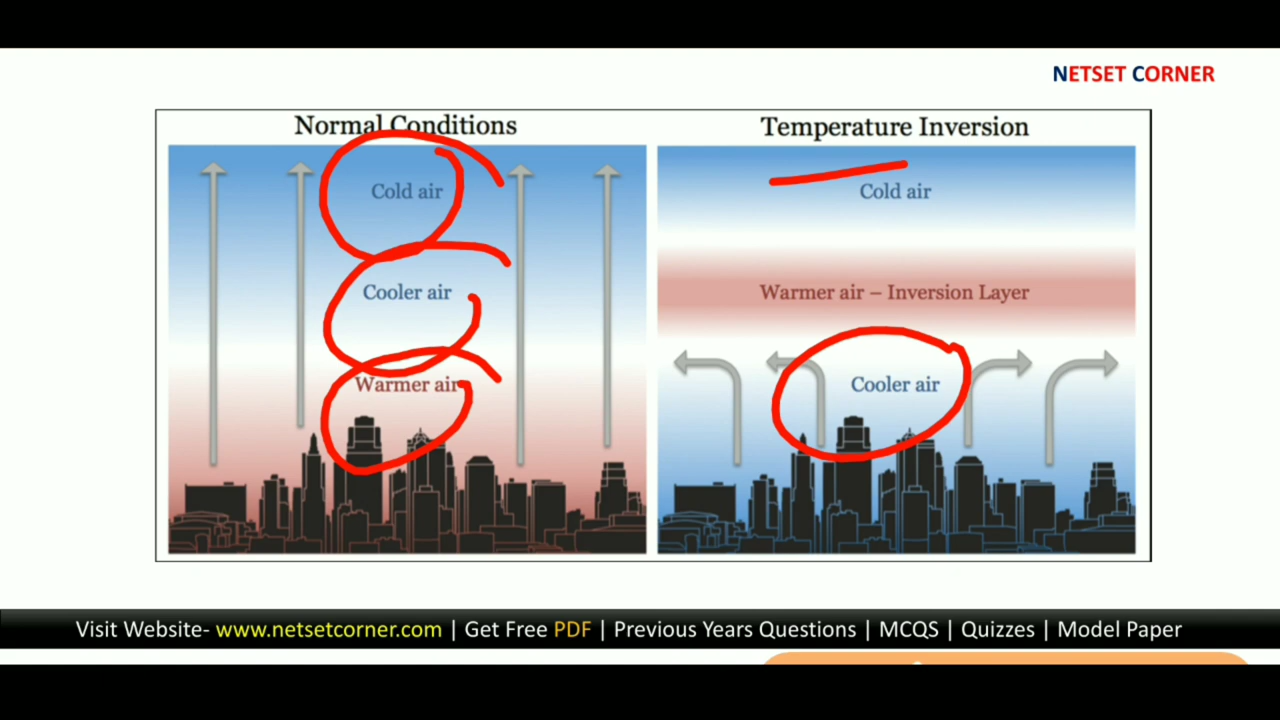 NETSET CORNER
Normal Conditions
Cold air
Cooler air
Warmer air
Temperature Inversion
Cold air
Warmer air – Inversion Layer
Cooler air
Visit Website- www.netsetcorner.com | Get Free PDF | Previous Years Questions | MCQS | Quizzes | Model Paper